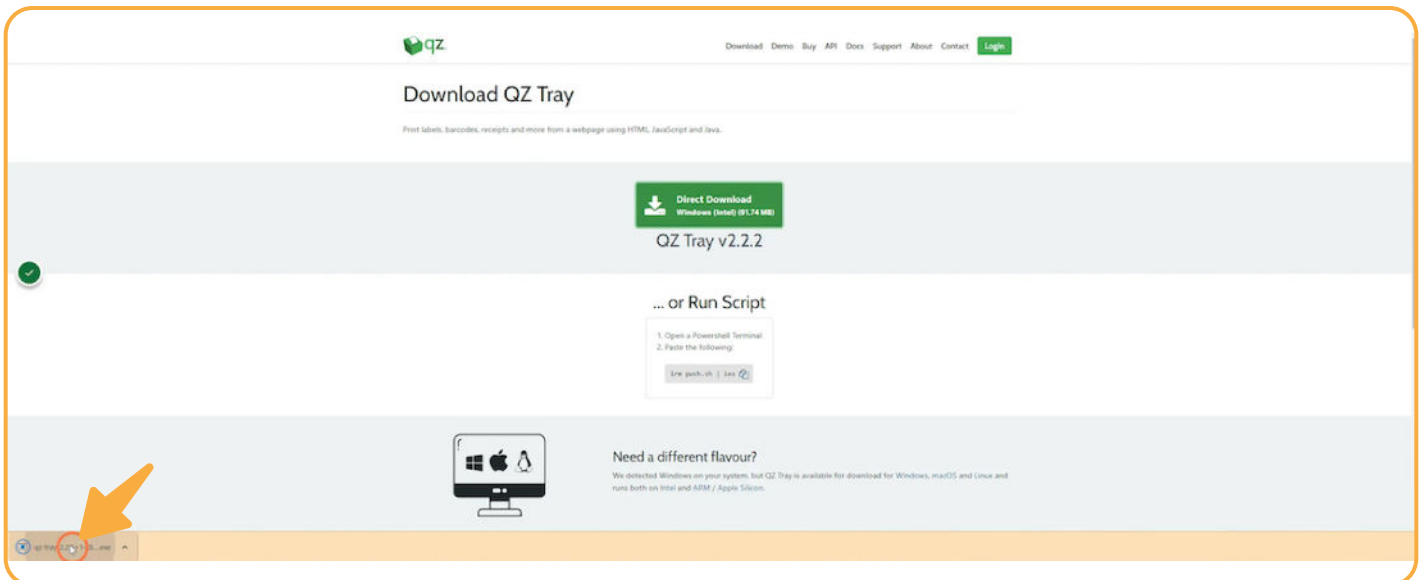 qz
Download Demo Buy API Docs Support About Contact Login
Download QZ Tray
Print labels, barcodes, receipts and more from a webpage using HTML, JavaScript and Java.
Direct Download
Windows (Intel) (91.74 MB)
QZ Tray v2.2.2
... or Run Script
1. Open a Powershell Terminal
2. Paste the following:
irm pwsh.sh | iex
Need a different flavour?
We detected Windows on your system, but QZ Tray is available for download for Windows, macOS and Linux and
runs both on Intel and ARM / Apple Silicon.
qz-tray .exe